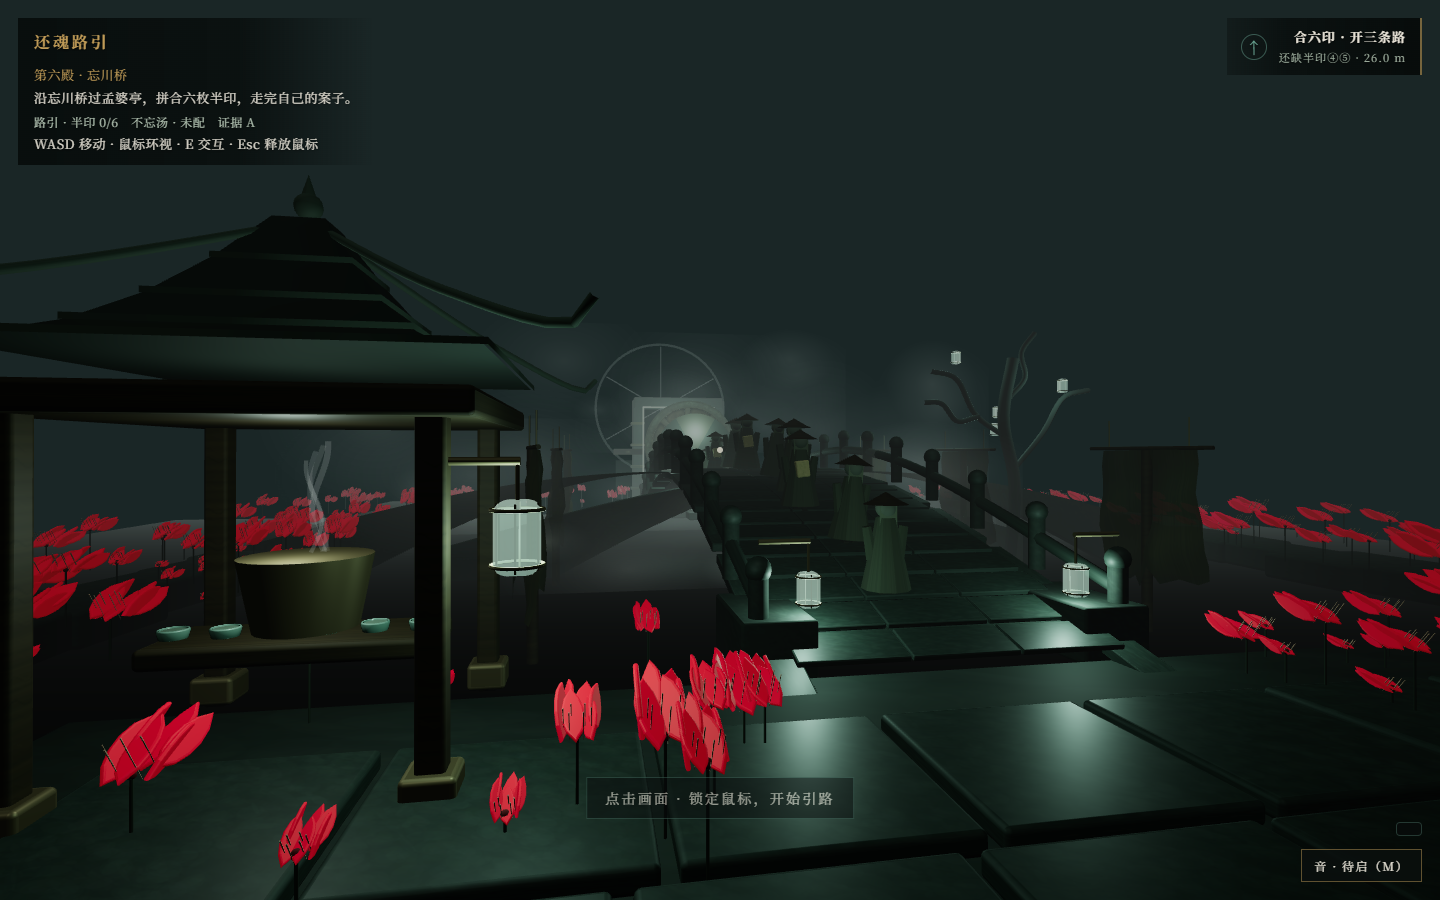 还魂路引
第六殿 · 忘川桥
沿忘川桥过孟婆亭，拼合六枚半印，走完自己的案子。
路引 · 半印 0/6 不忘汤 · 未配 证据 A
WASD 移动 · 鼠标环视 · E 交互 · Esc 释放鼠标
合六印 · 开三条路
↑
还缺半印④⑤ · 26.0 m
点击画面 · 锁定鼠标，开始引路
音 · 待启（M）